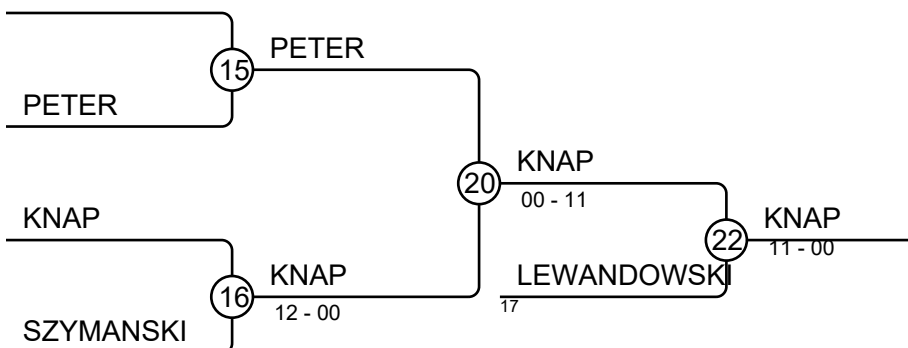 PETER
15
PETER
KNAP
20
00 - 11
KNAP
KNAP
22
11 - 00
KNAP
16
12 - 00
LEWANDOWSKI
17
SZYMANSKI